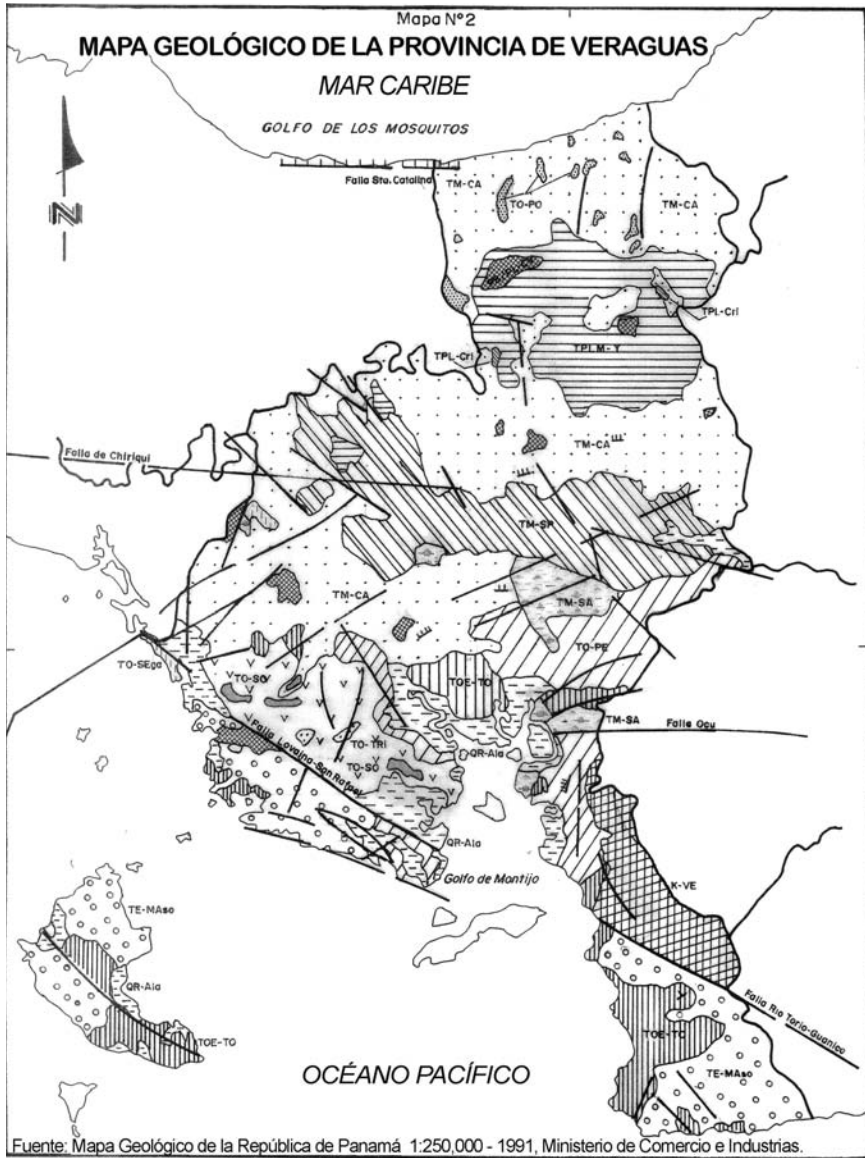 Mapa N°2
MAPA GEOLÓGICO DE LA PROVINCIA DE VERAGUAS
MAR CARIBE
GOLFO DE LOS MOSQUITOS
Falla Sta. Catalina
TM-CA
TO-PO
TM-CA
TPL-Cri
TPLM-Y
TPL-Cri
TM-CA
Falla de Chiriqui
TM-SP
TM-CA
TM-SA
TO-PE
TO-SEga
TO-SO
TOE-TO
TM-SA
Falla Ocu
Falla Lovaina-San Rafael
TO-TRI
QR-Ala
TO-SO
QR-Ala
Golfo de Montijo
K-VE
TE-MAso
QR-Ala
Falla Rio Torio-Guanico
TOE-TO
TOE-TO
TE-MAso
OCÉANO PACÍFICO
Fuente: Mapa Geológico de la República de Panamá 1:250,000 - 1991, Ministerio de Comercio e Industrias.